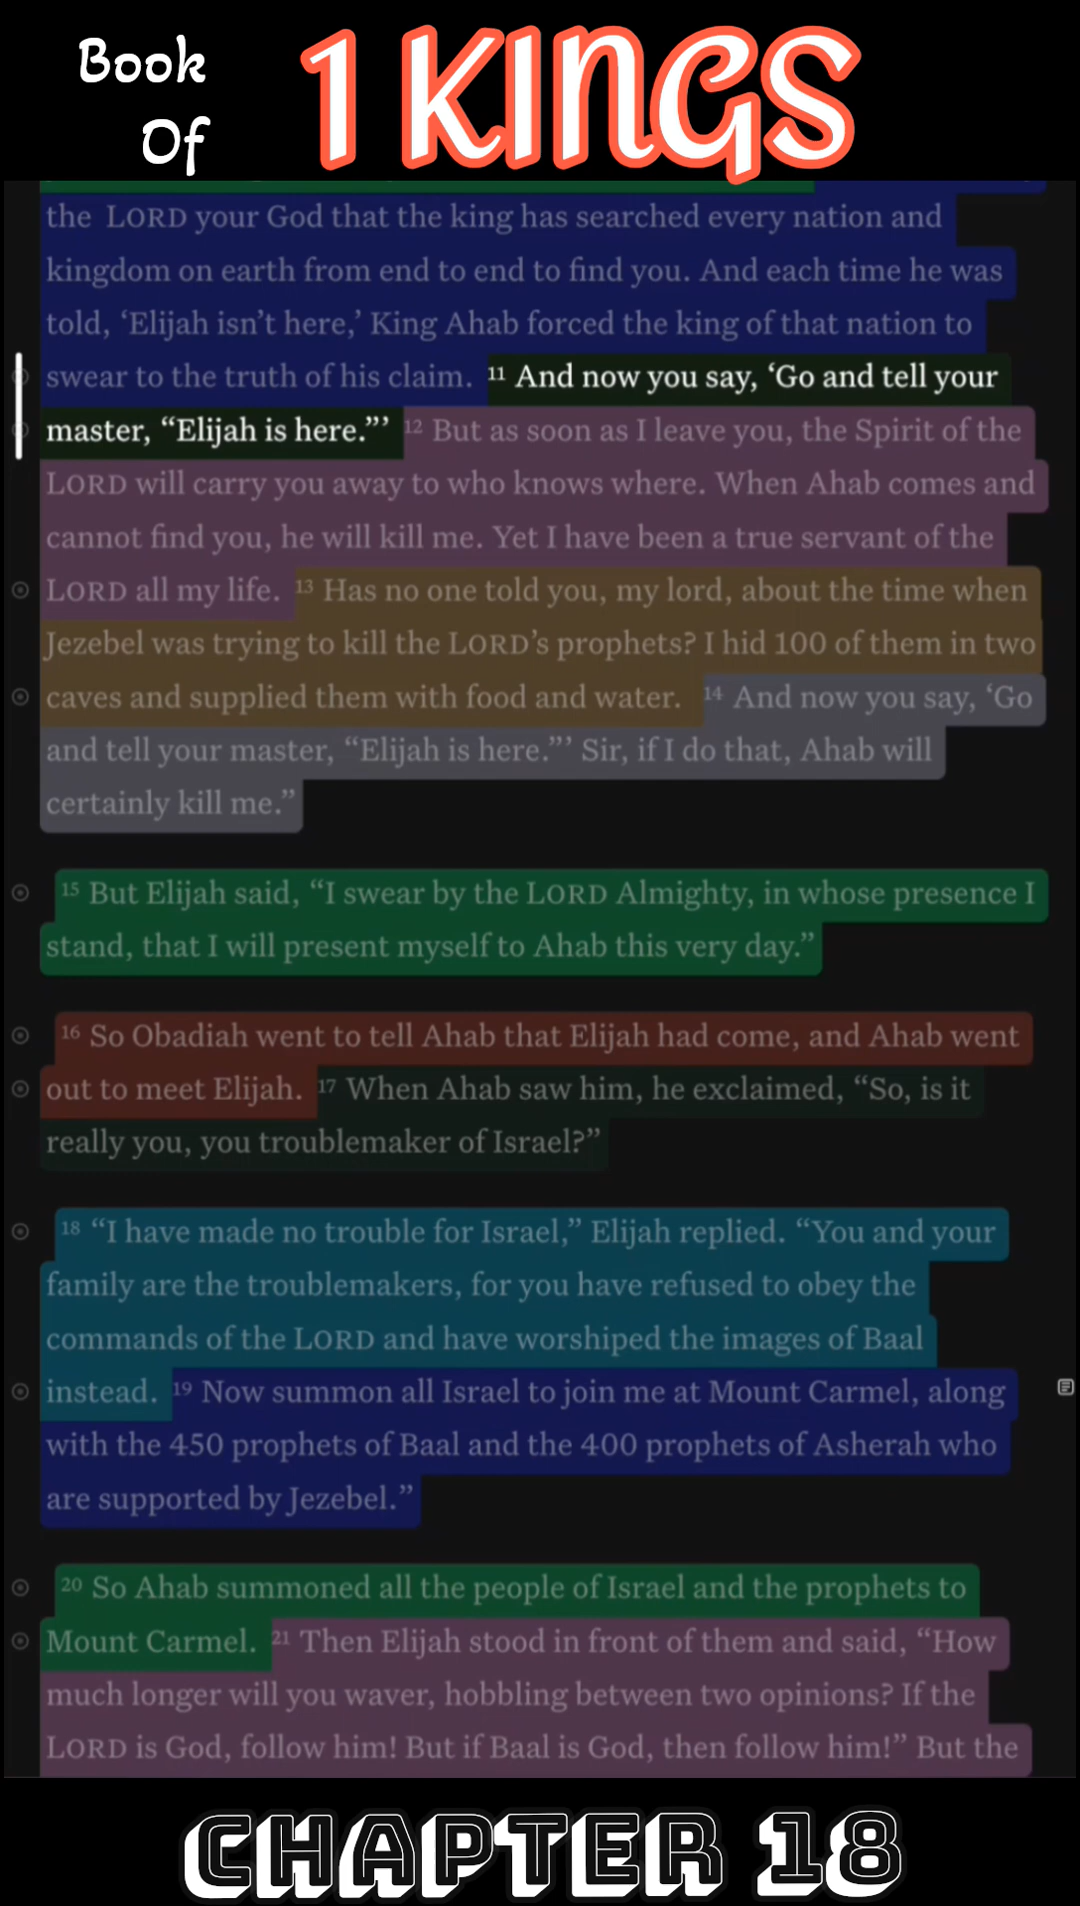 Book
Of
1 KINGS
the LORD your God that the king has searched every nation and
kingdom on earth from end to end to find you. And each time he was
told, ‘Elijah isn’t here,’ King Ahab forced the king of that nation to
swear to the truth of his claim. 11 And now you say, ‘Go and tell your
master, “Elijah is here.”’ 12 But as soon as I leave you, the Spirit of the
LORD will carry you away to who knows where. When Ahab comes and
cannot find you, he will kill me. Yet I have been a true servant of the
LORD all my life. 13 Has no one told you, my lord, about the time when
Jezebel was trying to kill the LORD’s prophets? I hid 100 of them in two
caves and supplied them with food and water. 14 And now you say, ‘Go
and tell your master, “Elijah is here.”’ Sir, if I do that, Ahab will
certainly kill me.”
15 But Elijah said, “I swear by the LORD Almighty, in whose presence I
stand, that I will present myself to Ahab this very day.”
16 So Obadiah went to tell Ahab that Elijah had come, and Ahab went
out to meet Elijah. 17 When Ahab saw him, he exclaimed, “So, is it
really you, you troublemaker of Israel?”
18 “I have made no trouble for Israel,” Elijah replied. “You and your
family are the troublemakers, for you have refused to obey the
commands of the LORD and have worshiped the images of Baal
instead. 19 Now summon all Israel to join me at Mount Carmel, along
with the 450 prophets of Baal and the 400 prophets of Asherah who
are supported by Jezebel.”
20 So Ahab summoned all the people of Israel and the prophets to
Mount Carmel. 21 Then Elijah stood in front of them and said, “How
much longer will you waver, hobbling between two opinions? If the
LORD is God, follow him! But if Baal is God, then follow him!” But the
CHAPTER 18